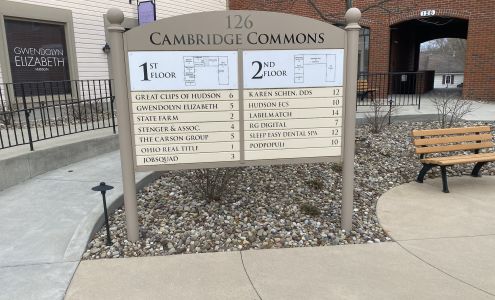 126
CAMBRIDGE COMMONS
1ST FLOOR
GREAT CLIPS OF HUDSON 6
GWENDOLYN ELIZABETH 5
STATE FARM 2
STENGER & ASSOC. 4
THE CARSON GROUP 5
OHIO REAL TITLE 1
JOBSQUAD 3
2ND FLOOR
KAREN SCHEN, DDS 12
HUDSON FCS 10
LABELMATCH 14
RG DIGITAL 7
SLEEP EASY DENTAL SPA 12
PODPOPULI 10
GWENDOLYN
ELIZABETH
HUDSON
126